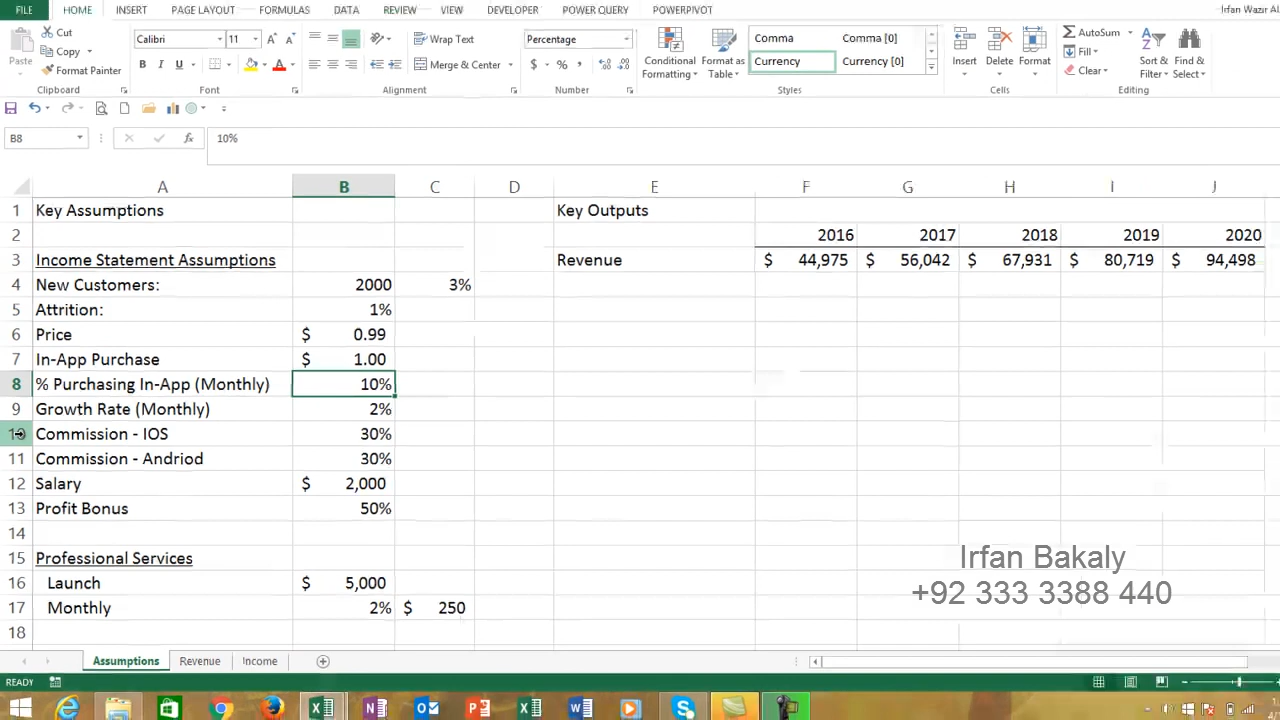 FILE HOME INSERT PAGE LAYOUT FORMULAS DATA REVIEW VIEW DEVELOPER POWER QUERY POWERPIVOT Irfan Wazir Al
Cut
Copy
Format Painter
Paste
Clipboard
Calibri 11
B I U
Font
Wrap Text
Merge & Center
Alignment
Percentage
$ % ,
Number
Conditional Formatting
Format as Table
Comma Comma [0]
Currency Currency [0]
Styles
Insert Delete Format
Cells
AutoSum
Fill
Clear
Sort & Filter
Find & Select
Editing
B8 fx 10%
A B C D E F G H I J
1 Key Assumptions Key Outputs
2 2016 2017 2018 2019 2020
3 Income Statement Assumptions Revenue $ 44,975 $ 56,042 $ 67,931 $ 80,719 $ 94,498
4 New Customers: 2000 3%
5 Attrition: 1%
6 Price $ 0.99
7 In-App Purchase $ 1.00
8 % Purchasing In-App (Monthly) 10%
9 Growth Rate (Monthly) 2%
Commission - IOS 30%
11 Commission - Andriod 30%
12 Salary $ 2,000
13 Profit Bonus 50%
14
15 Professional Services
16 Launch $ 5,000
17 Monthly 2% $ 250
18
Irfan Bakaly
+92 333 3388 440
Assumptions Revenue Income
READY